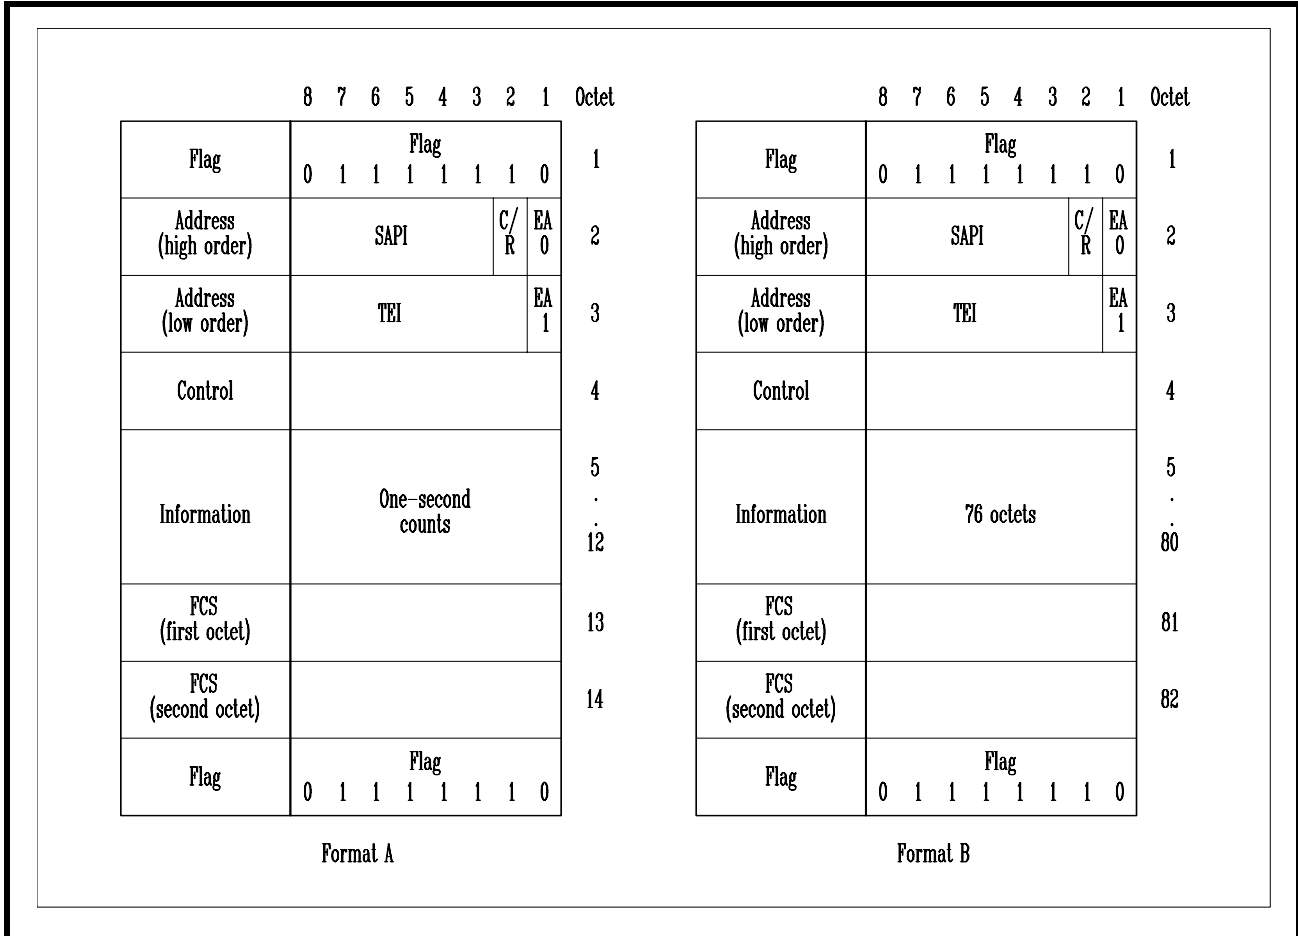 8 7 6 5 4 3 2 1 Octet
Flag
Flag
0 1 1 1 1 1 1 0
1
Address
(high order)
SAPI
C/
R
EA
0
2
Address
(low order)
TEI
EA
1
3
Control
4
Information
One-second
counts
5
.
.
12
FCS
(first octet)
13
FCS
(second octet)
14
Flag
Flag
0 1 1 1 1 1 1 0
Format A
8 7 6 5 4 3 2 1 Octet
Flag
Flag
0 1 1 1 1 1 1 0
1
Address
(high order)
SAPI
C/
R
EA
0
2
Address
(low order)
TEI
EA
1
3
Control
4
Information
76 octets
5
.
.
80
FCS
(first octet)
81
FCS
(second octet)
82
Flag
Flag
0 1 1 1 1 1 1 0
Format B